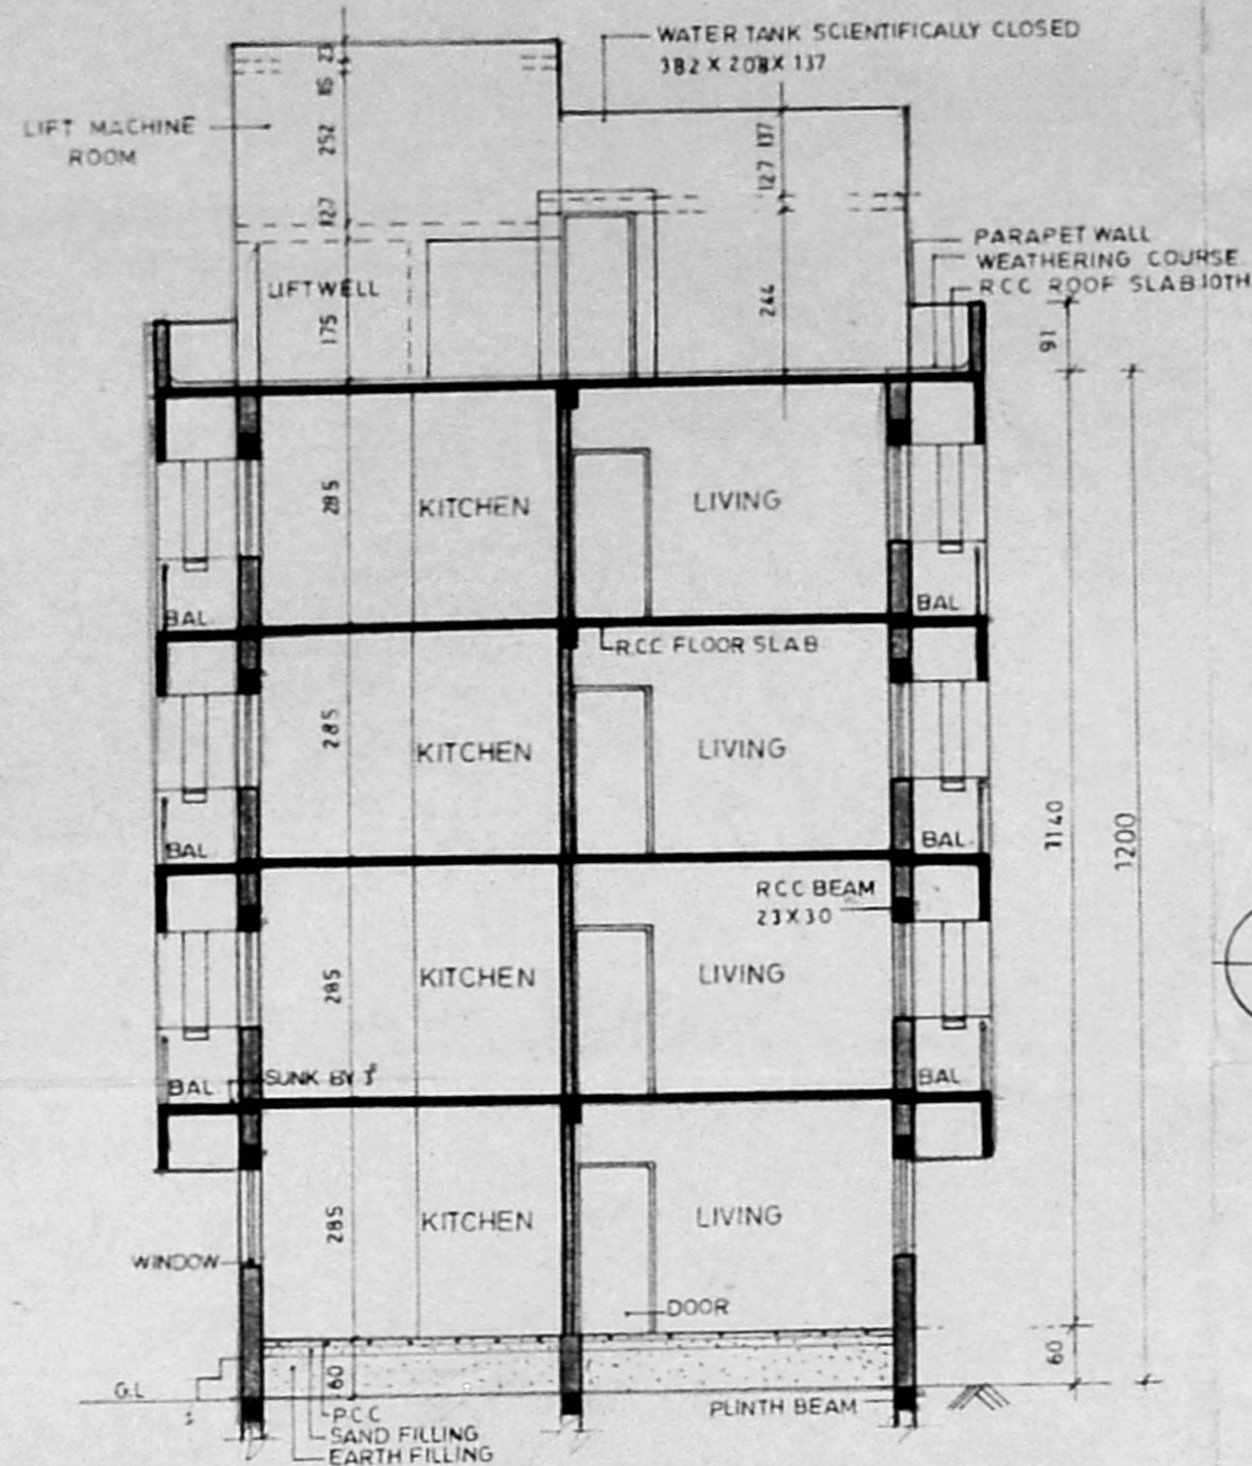 WATER TANK SCIENTIFICALLY CLOSED
382 X 208 X 137
LIFT MACHINE
ROOM
23
15
252
127
175
LIFTWELL
137
127
244
PARAPET WALL
WEATHERING COURSE.
RCC ROOF SLAB 10TH
91
285
KITCHEN
LIVING
BAL.
BAL.
RCC FLOOR SLAB
285
KITCHEN
LIVING
BAL.
BAL.
1140
1200
RCC BEAM
23X30
285
KITCHEN
LIVING
BAL.
SUNK BY 3"
BAL
285
KITCHEN
LIVING
WINDOW
DOOR
60
60
G.L
PLINTH BEAM
P.C.C
SAND FILLING
EARTH FILLING